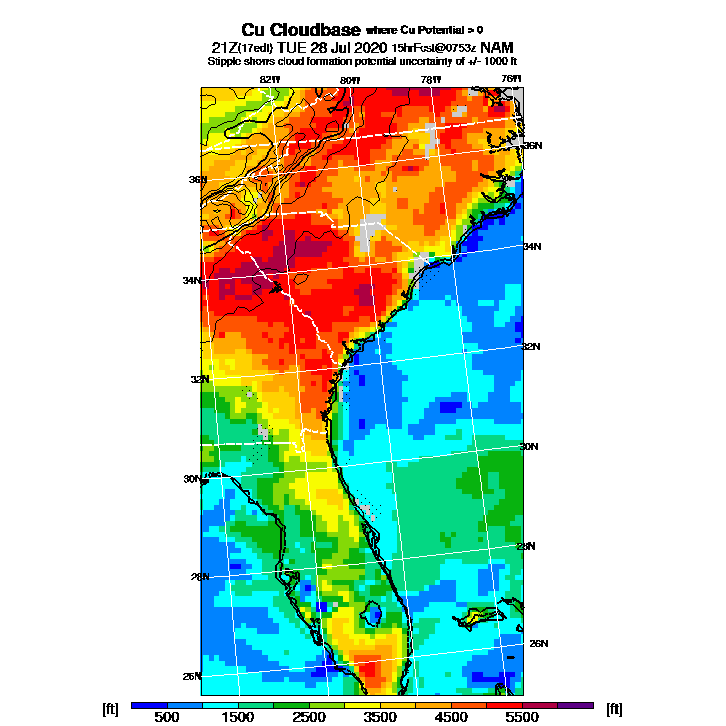 Cu Cloudbase where Cu Potential > 0
21Z(17edt) TUE 28 Jul 2020 15hrFcst@0753z NAM
Stipple shows cloud formation potential uncertainty of +/- 1000 ft
82W 80W 78W 76W
36N
36N
34N
34N
32N
32N
30N
30N
28N
28N
26N
26N
[ft] 500 1500 2500 3500 4500 5500 [ft]